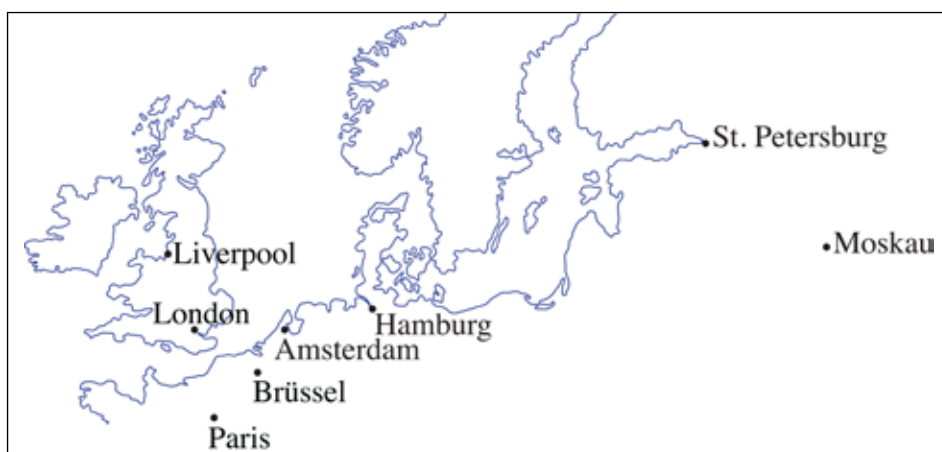 St. Petersburg
Moskau
Liverpool
London
Hamburg
Amsterdam
Brüssel
Paris